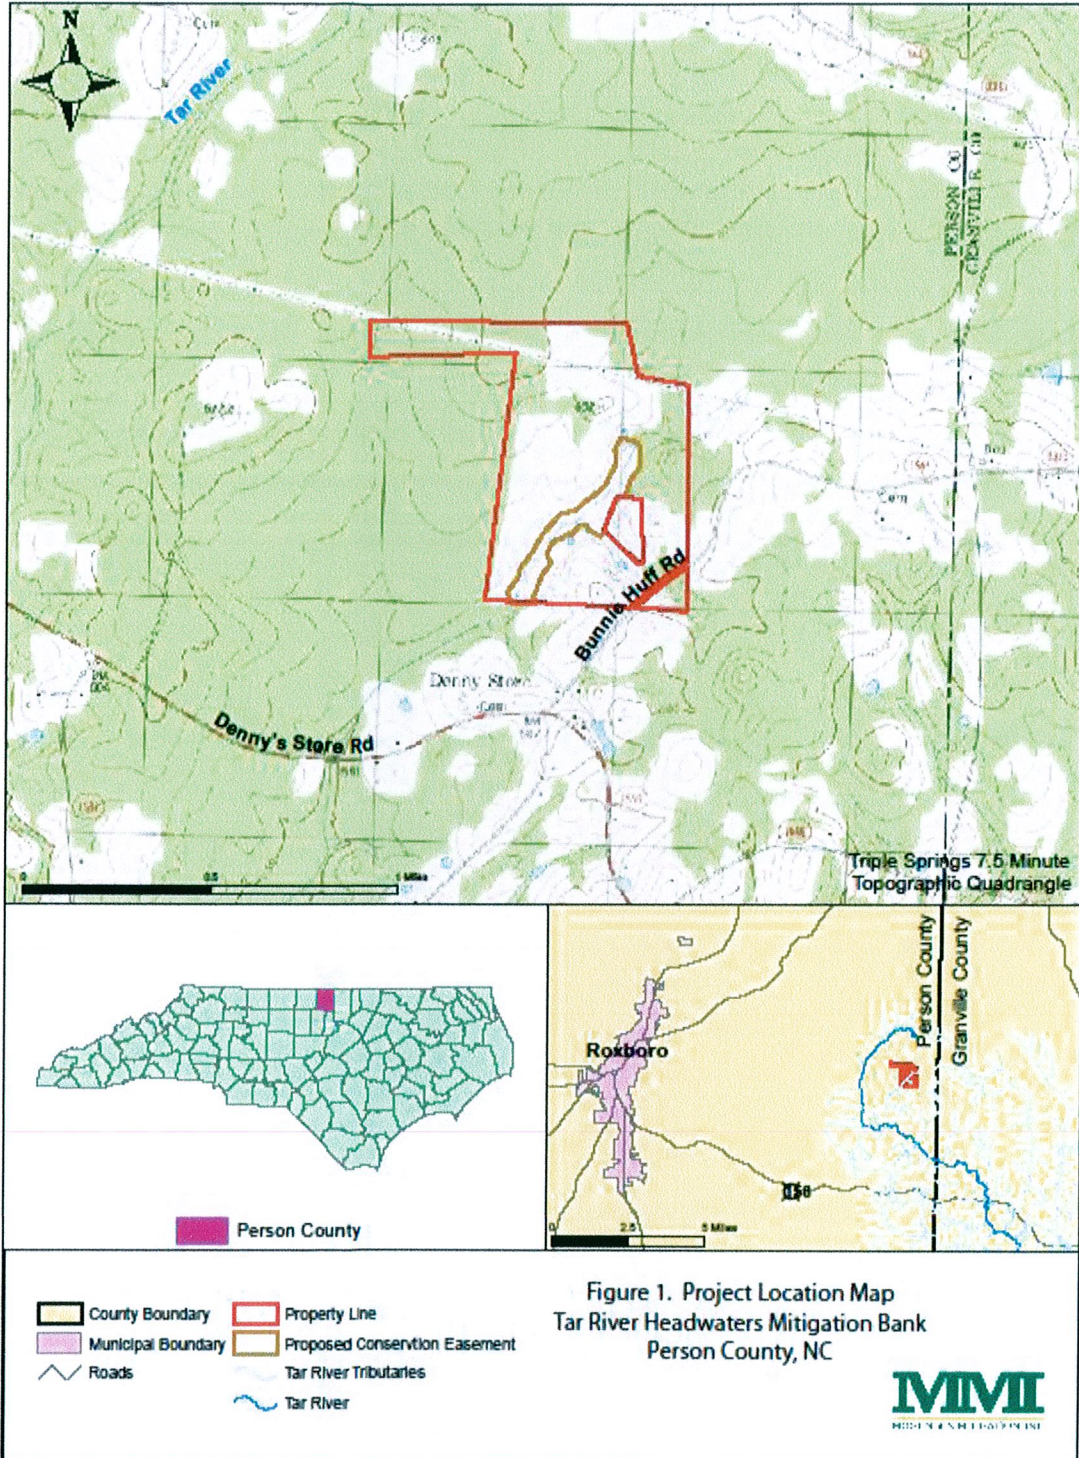 N
Tar River
PERSON CO
GRANVILLE CO
Cem
Bunnie Huff Rd
Denny Store
Cem
Denny's Store Rd
Triple Springs 7.5 Minute
Topographic Quadrangle
0 0.5 1 Miles
Person County
Roxboro
Person County
Granville County
0 2.5 5 Miles
Figure 1. Project Location Map
Tar River Headwaters Mitigation Bank
Person County, NC
County Boundary
Property Line
Municipal Boundary
Proposed Conservtion Easement
Roads
Tar River Tributaries
Tar River
MMI